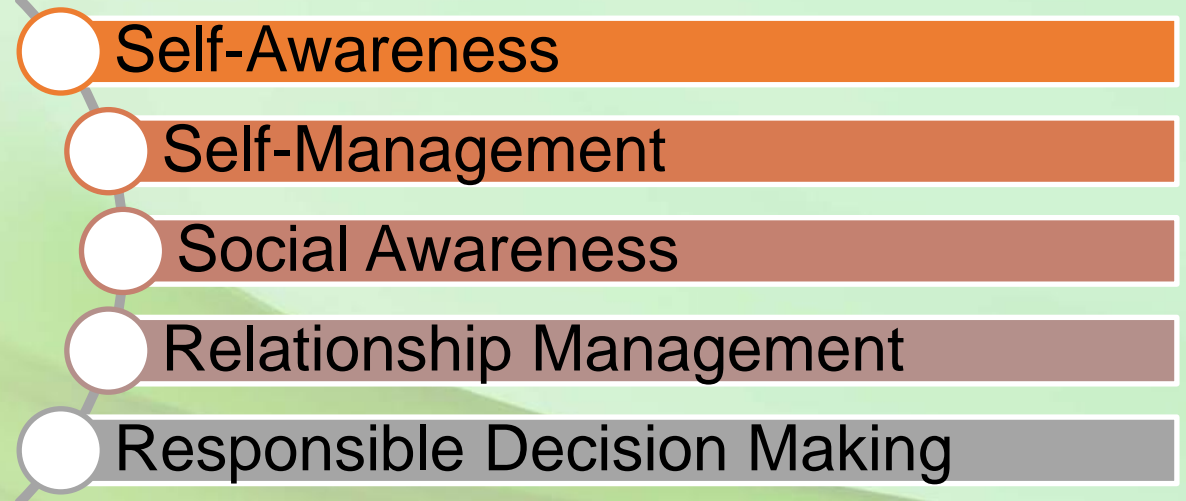 Self-Awareness
Self-Management
Social Awareness
Relationship Management
Responsible Decision Making